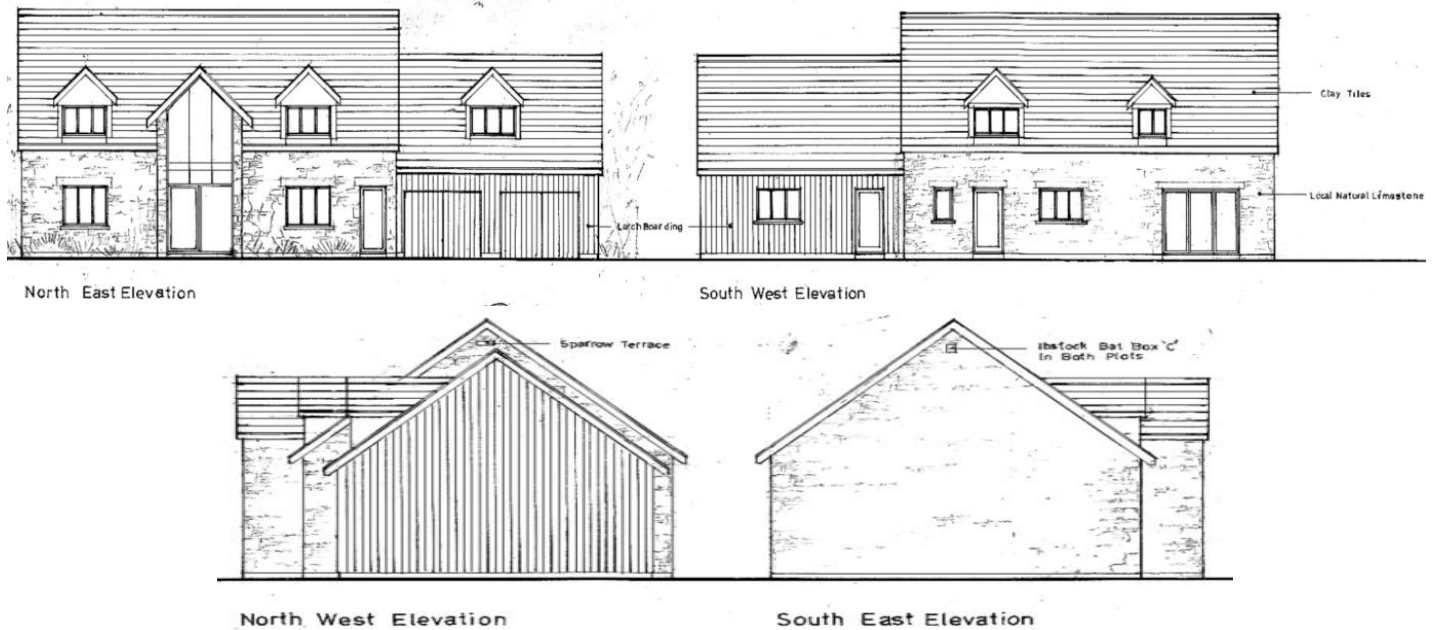 Clay Tiles
Local Natural Limestone
Larch Boarding
North East Elevation
South West Elevation
Sparrow Terrace
Ibstock Bat Box 'C'
In Both Plots
North West Elevation
South East Elevation